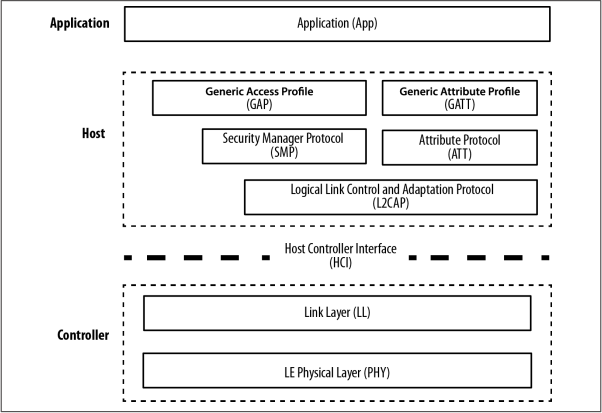 Application
Application (App)
Host
Generic Access Profile
(GAP)
Generic Attribute Profile
(GATT)
Security Manager Protocol
(SMP)
Attribute Protocol
(ATT)
Logical Link Control and Adaptation Protocol
(L2CAP)
Host Controller Interface
(HCI)
Controller
Link Layer (LL)
LE Physical Layer (PHY)